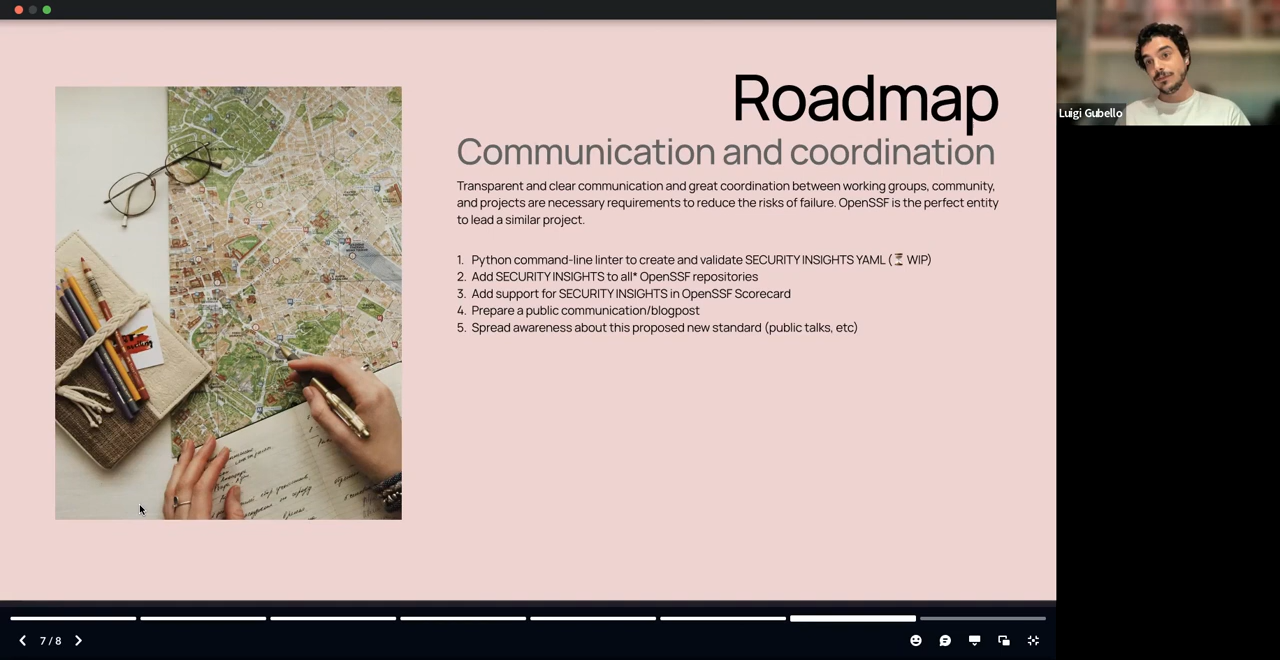 Roadmap
Communication and coordination
Transparent and clear communication and great coordination between working groups, community,
and projects are necessary requirements to reduce the risks of failure. OpenSSF is the perfect entity
to lead a similar project.
1. Python command-line linter to create and validate SECURITY INSIGHTS YAML (⏳ WIP)
2. Add SECURITY INSIGHTS to all* OpenSSF repositories
3. Add support for SECURITY INSIGHTS in OpenSSF Scorecard
4. Prepare a public communication/blogpost
5. Spread awareness about this proposed new standard (public talks, etc)
Luigi Gubello
7 / 8